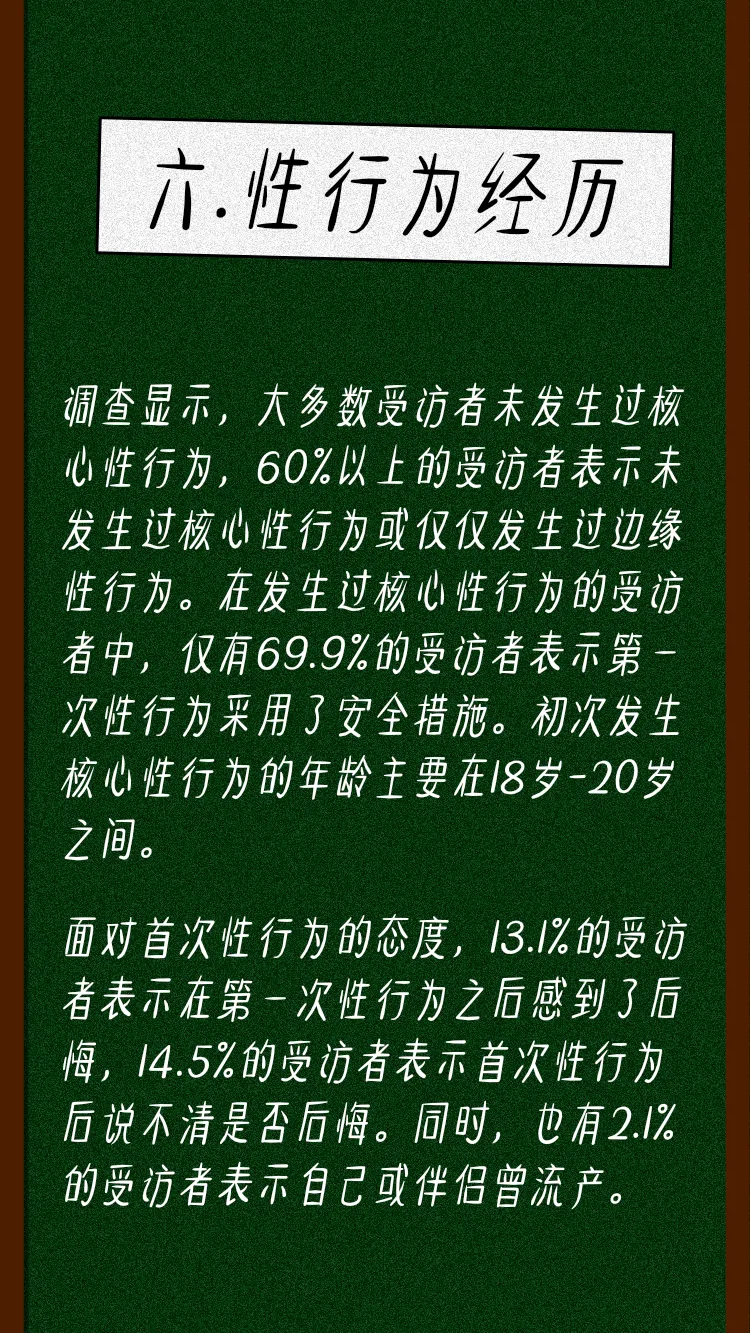 六.性行为经历
调查显示，大多数受访者未发生过核
心性行为，60%以上的受访者表示未
发生过核心性行为或仅仅发生过边缘
性行为。在发生过核心性行为的受访
者中，仅有69.9%的受访者表示第一
次性行为采用了安全措施。初次发生
核心性行为的年龄主要在18岁-20岁
之间。
面对首次性行为的态度，13.1%的受访
者表示在第一次性行为之后感到了后
悔，14.5%的受访者表示首次性行为
后说不清是否后悔。同时，也有2.1%
的受访者表示自己或伴侣曾流产。